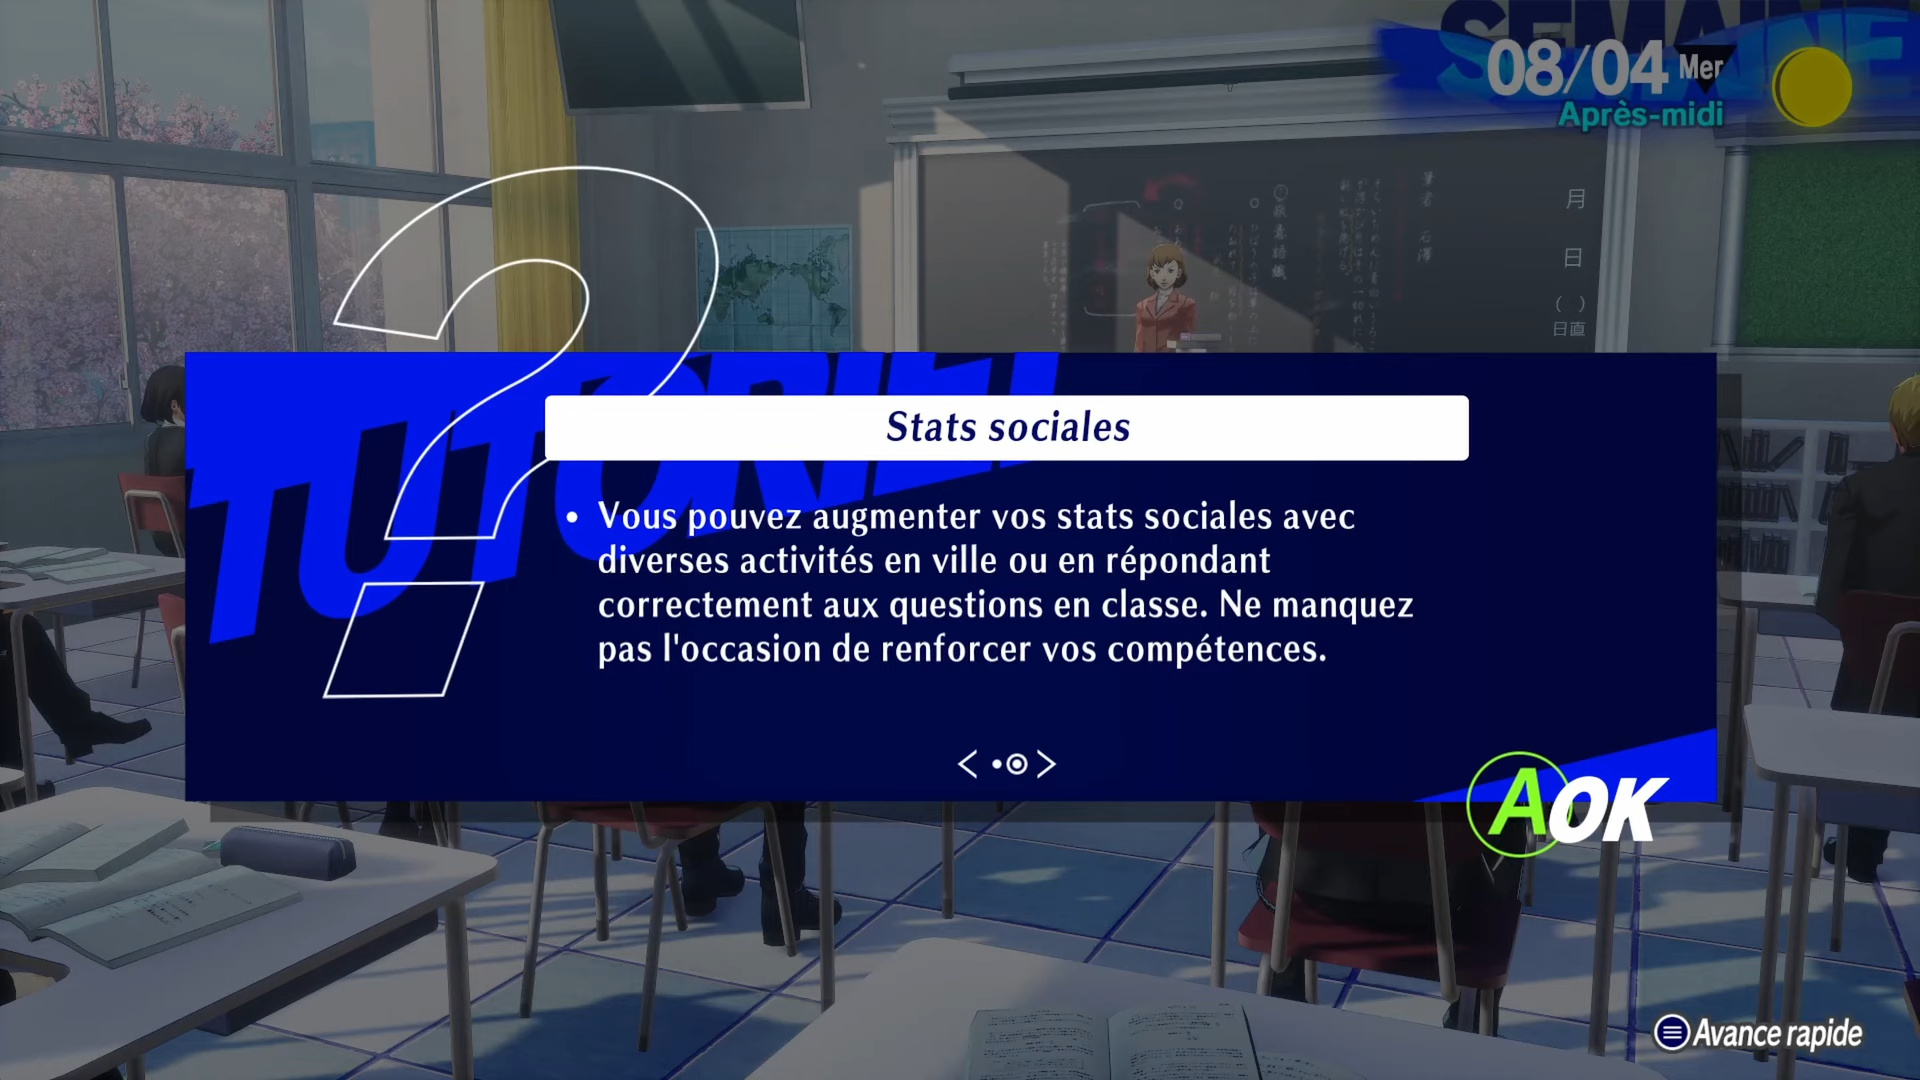 SEMAINE
08/04 Mer
Après-midi
月
日
( )
日直
TUTORIEL
Stats sociales
• Vous pouvez augmenter vos stats sociales avec
diverses activités en ville ou en répondant
correctement aux questions en classe. Ne manquez
pas l'occasion de renforcer vos compétences.
A OK
Avance rapide